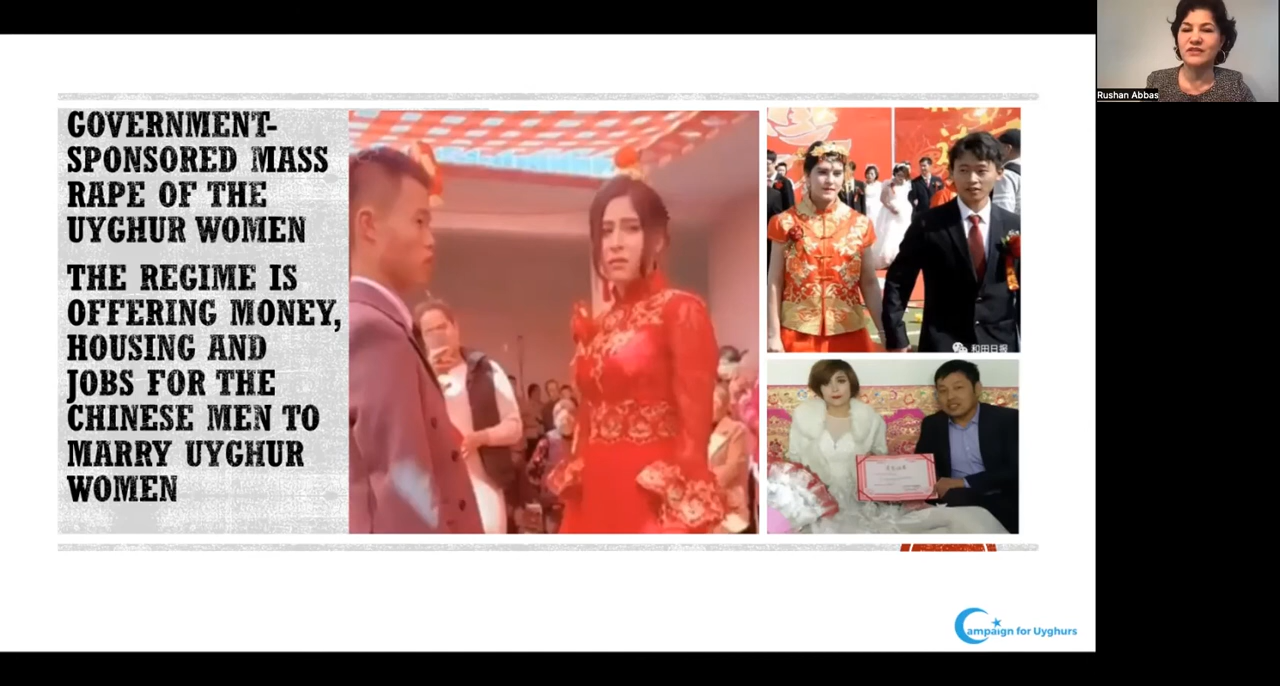 Rushan Abbas
GOVERNMENT-
SPONSORED MASS
RAPE OF THE
UYGHUR WOMEN
THE REGIME IS
OFFERING MONEY,
HOUSING AND
JOBS FOR THE
CHINESE MEN TO
MARRY UYGHUR
WOMEN
和田日报
Campaign for Uyghurs